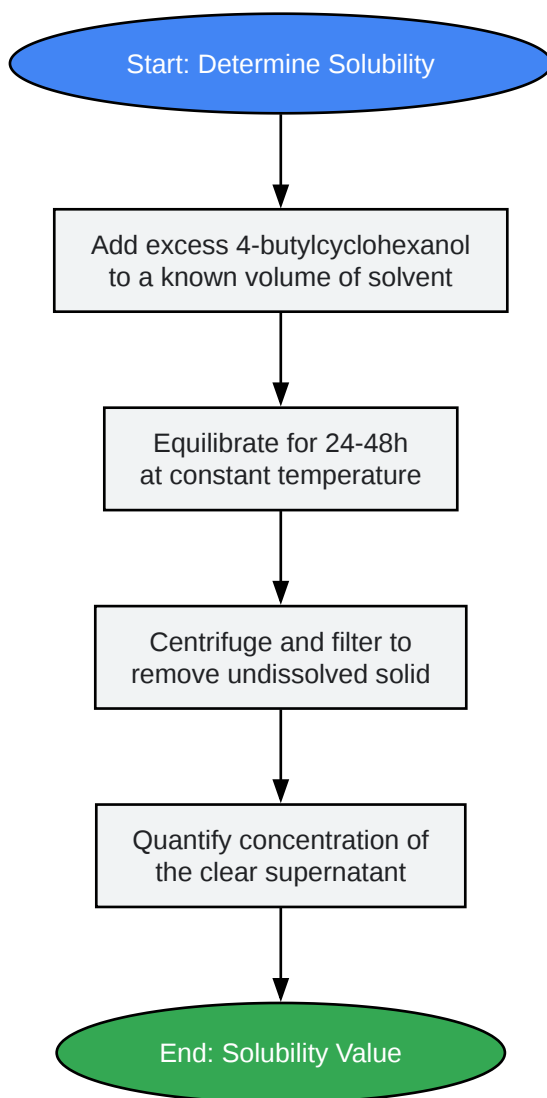 Start: Determine Solubility
Add excess 4-butylcyclohexanol
to a known volume of solvent
Equilibrate for 24-48h
at constant temperature
Centrifuge and filter to
remove undissolved solid
Quantify concentration of
the clear supernatant
End: Solubility Value